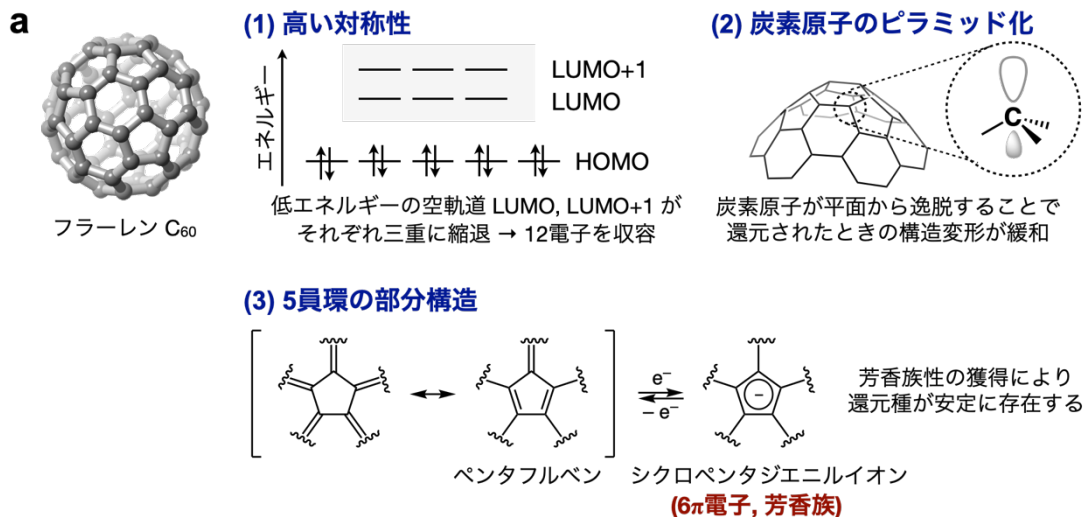 a
フラーレン C₆₀
(1) 高い対称性
エネルギー
LUMO+1
LUMO
HOMO
低エネルギーの空軌道 LUMO, LUMO+1 が
それぞれ三重に縮退 → 12電子を収容
(2) 炭素原子のピラミッド化
C
炭素原子が平面から逸脱することで
還元されたときの構造変形が緩和
(3) 5員環の部分構造
e⁻
− e⁻
−
ペンタフルベン
シクロペンタジエニルイオン
(6π電子, 芳香族)
芳香族性の獲得により
還元種が安定に存在する